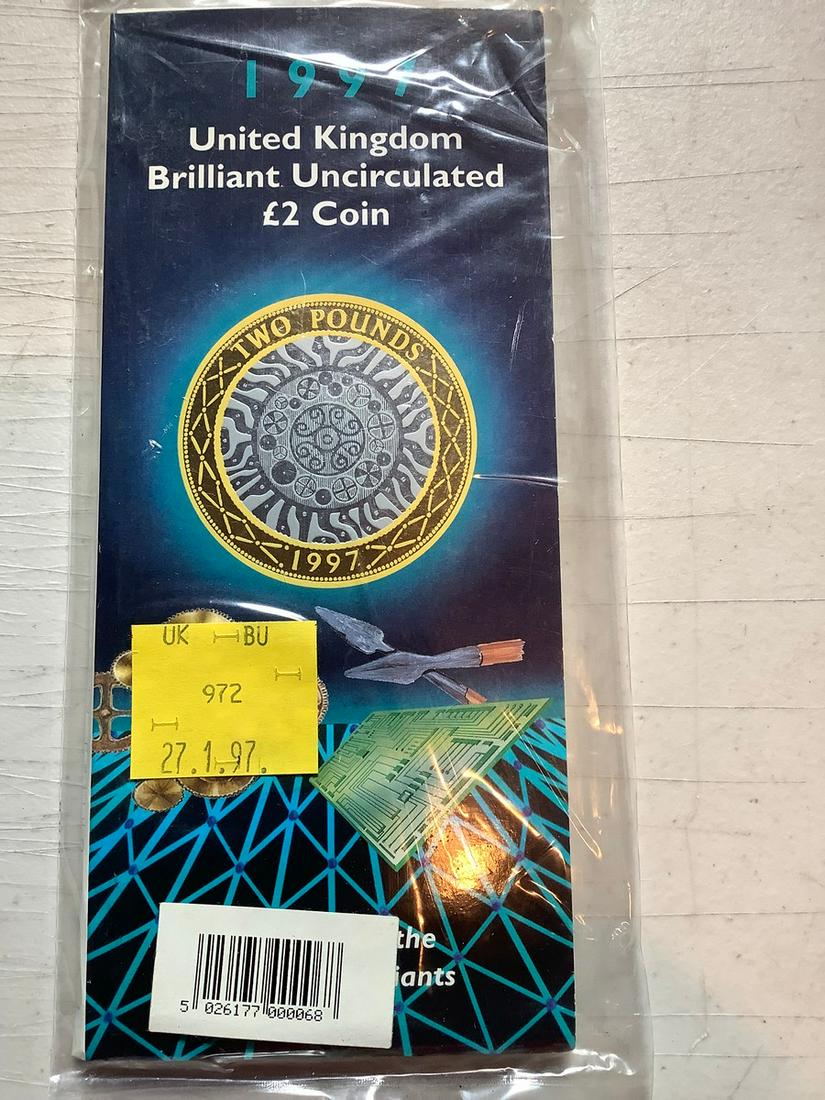 1997
United Kingdom
Brilliant Uncirculated
£2 Coin
TWO POUNDS
1997
UK BU
972
27.1.97.
the
iants
5 026177 000068